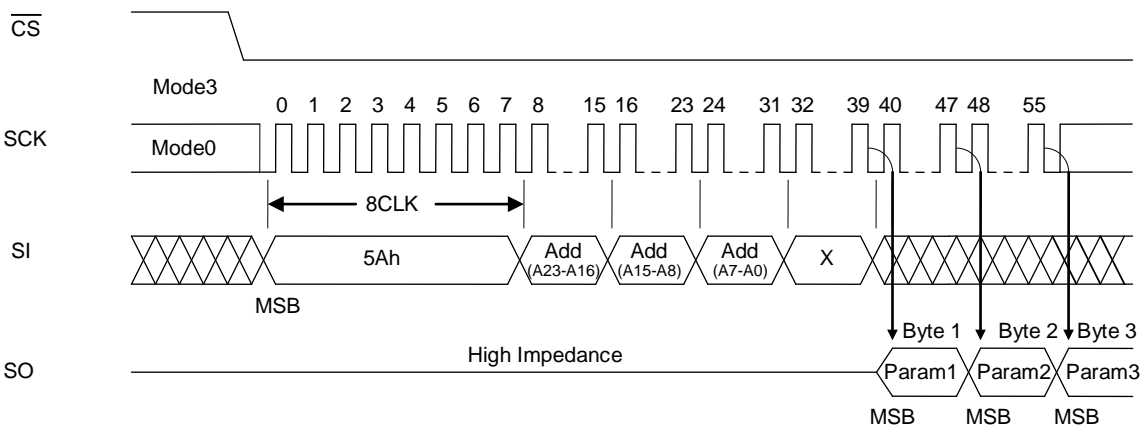 CS
Mode3
0 1 2 3 4 5 6 7 8 15 16 23 24 31 32 39 40 47 48 55
SCK
Mode0
8CLK
SI
5Ah
Add
(A23-A16)
Add
(A15-A8)
Add
(A7-A0)
X
MSB
Byte 1 Byte 2 Byte 3
High Impedance
SO
Param1 Param2 Param3
MSB MSB MSB